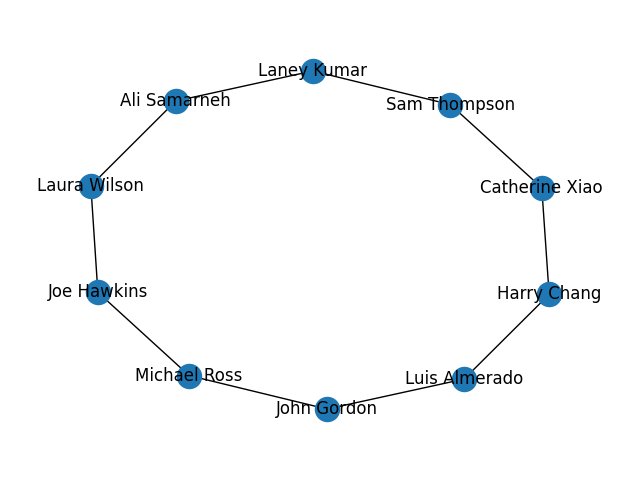 Laney Kumar
Ali Samarneh
Sam Thompson
Laura Wilson
Catherine Xiao
Joe Hawkins
Harry Chang
Michael Ross
Luis Almerado
John Gordon